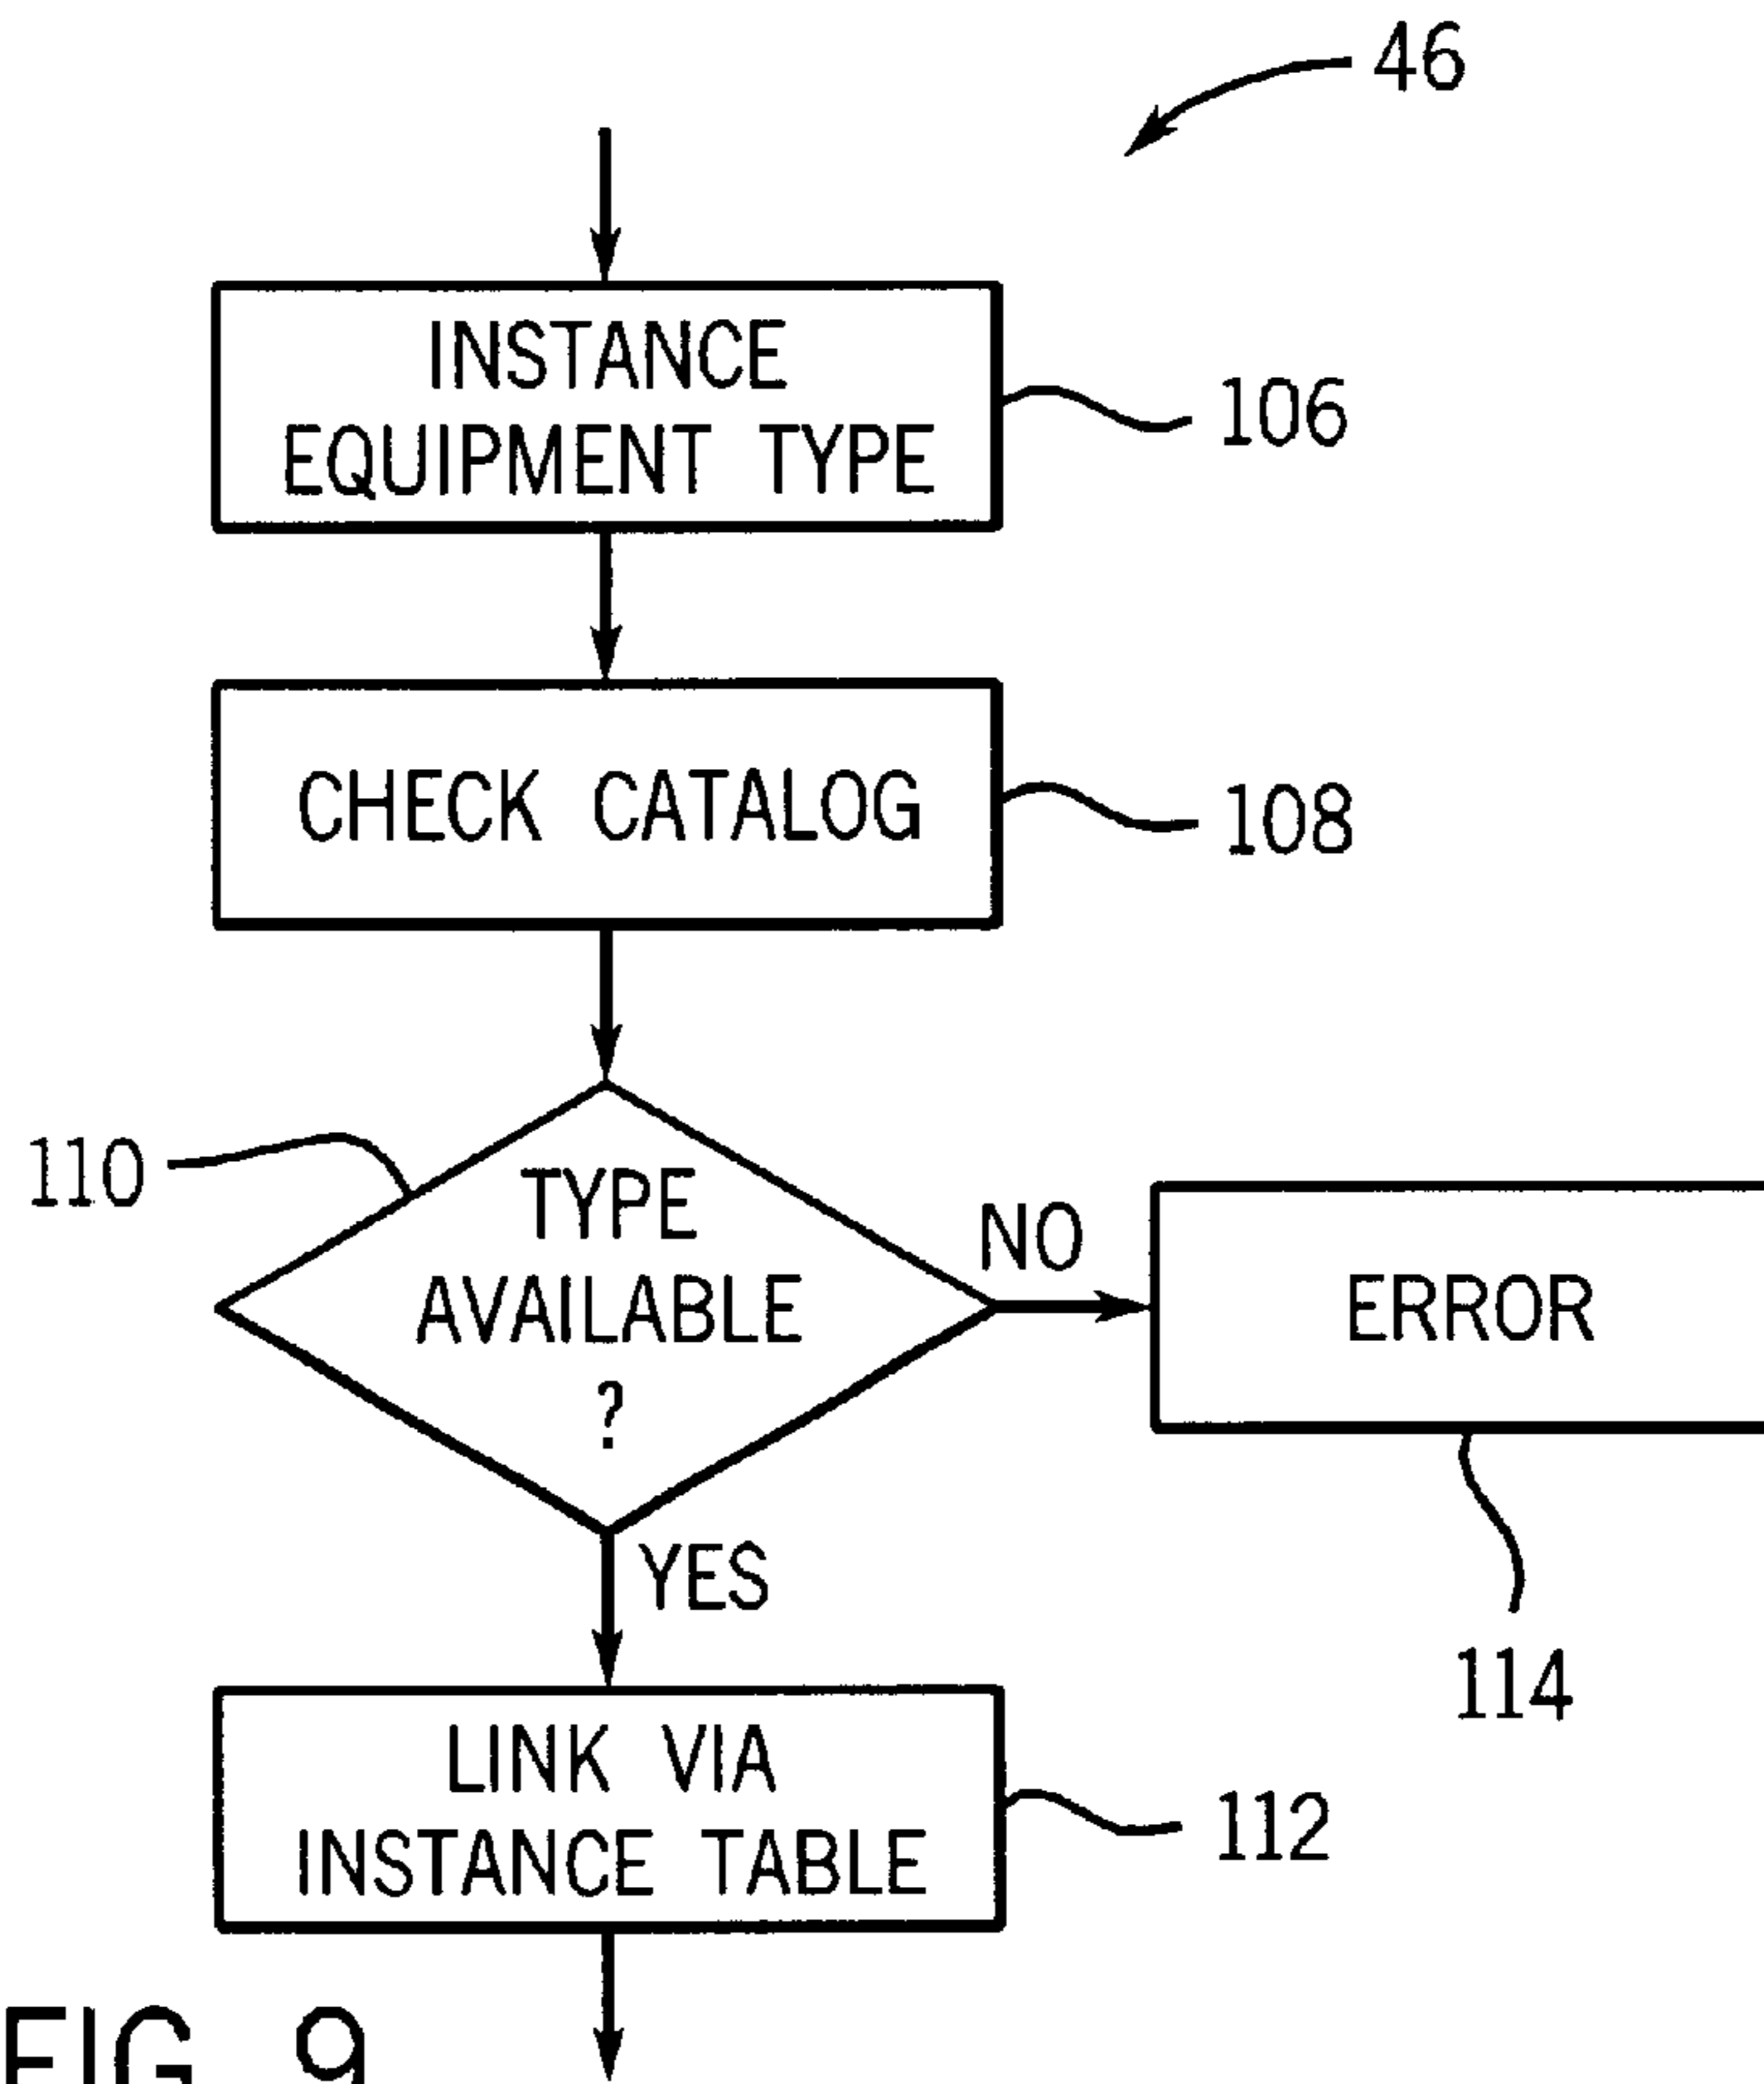 46
INSTANCE
EQUIPMENT TYPE
106
CHECK CATALOG
108
110
TYPE
AVAILABLE
?
NO
ERROR
YES
114
LINK VIA
INSTANCE TABLE
112
FIG. 9